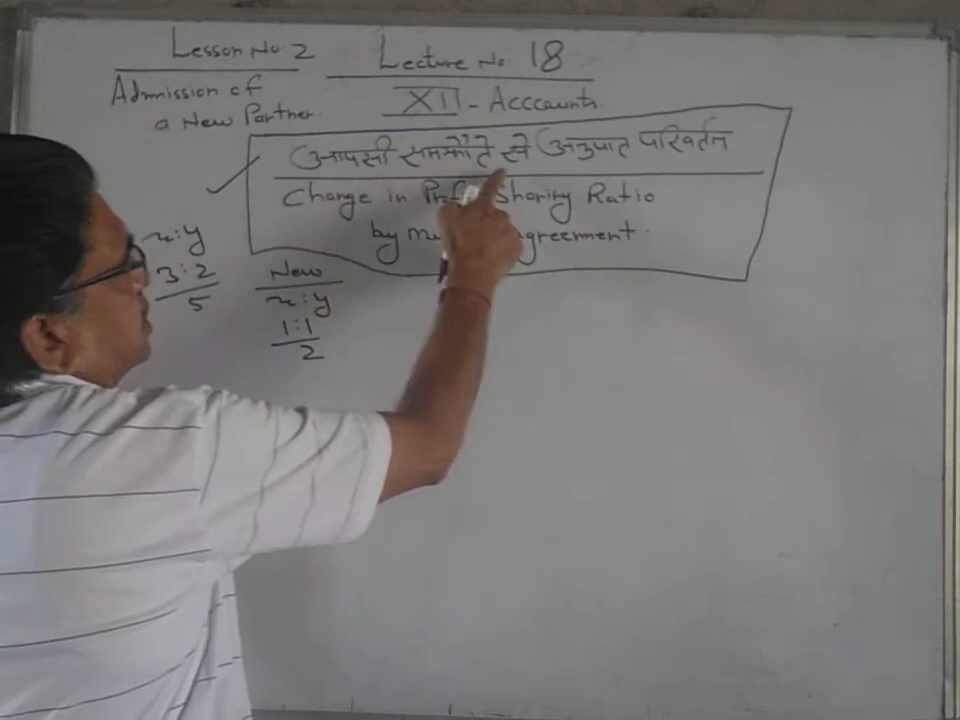 Lesson No 2
Lecture No. 18
Admission of
a New Partner.
XII - Acccaunts.
आपसी समझौते से अनुपात परिवर्तन
Change in Sharing Ratio
by
x:y
3:2
5
New
x:y
1:1
2